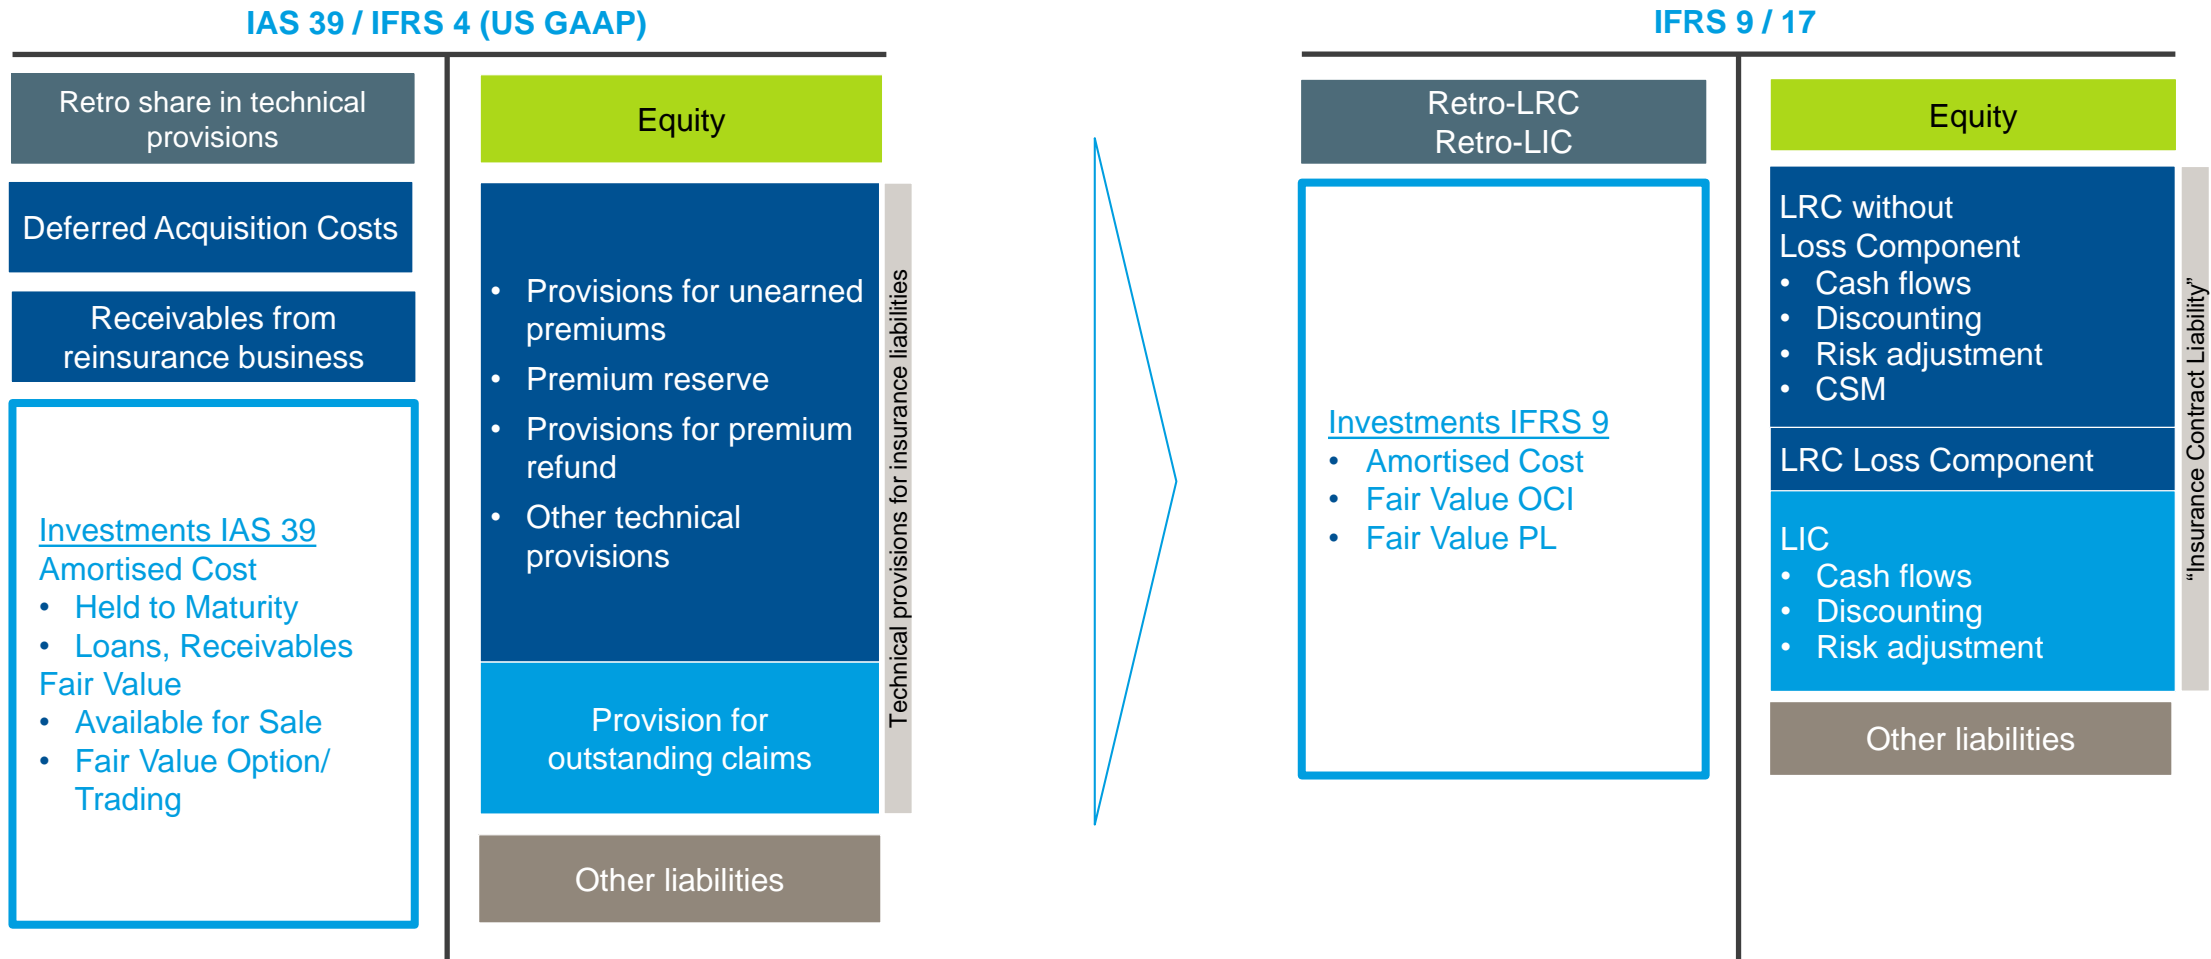 IAS 39 / IFRS 4 (US GAAP)
Retro share in technical
provisions
Deferred Acquisition Costs
Receivables from
reinsurance business
Investments IAS 39
Amortised Cost
• Held to Maturity
• Loans, Receivables
Fair Value
• Available for Sale
• Fair Value Option/
Trading
Equity
• Provisions for unearned
premiums
• Premium reserve
• Provisions for premium
refund
• Other technical
provisions
Provision for
outstanding claims
Technical provisions for insurance liabilities
Other liabilities
IFRS 9 / 17
Retro-LRC
Retro-LIC
Investments IFRS 9
• Amortised Cost
• Fair Value OCI
• Fair Value PL
Equity
LRC without
Loss Component
• Cash flows
• Discounting
• Risk adjustment
• CSM
LRC Loss Component
LIC
• Cash flows
• Discounting
• Risk adjustment
“Insurance Contract Liability”
Other liabilities